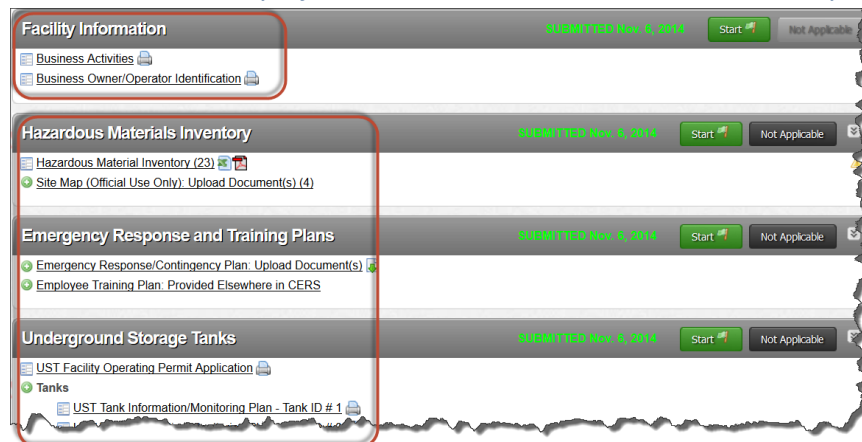 Facility Information SUBMITTED Nov. 6, 2014 Start Not Applicable
Business Activities
Business Owner/Operator Identification
Hazardous Materials Inventory SUBMITTED Nov. 6, 2014 Start Not Applicable
Hazardous Material Inventory (23)
Site Map (Official Use Only): Upload Document(s) (4)
Emergency Response and Training Plans SUBMITTED Nov. 6, 2014 Start Not Applicable
Emergency Response/Contingency Plan: Upload Document(s)
Employee Training Plan: Provided Elsewhere in CERS
Underground Storage Tanks SUBMITTED Nov. 6, 2014 Start Not Applicable
UST Facility Operating Permit Application
Tanks
UST Tank Information/Monitoring Plan - Tank ID # 1